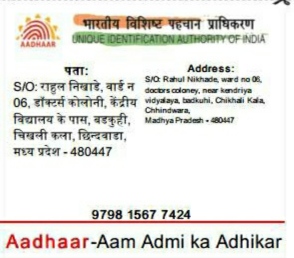 AADHAAR
भारतीय विशिष्ट पहचान प्राधिकरण
UNIQUE IDENTIFICATION AUTHORITY OF INDIA
पता:
S/O: राहुल निखाडे, वार्ड न
06, डॉक्टर्स कोलोनी, केंद्रीय
विद्यालय के पास, बडकुही,
चिखली कला, छिन्दवाडा,
मध्य प्रदेश - 480447
Address:
S/O: Rahul Nikhade, ward no 06,
doctors coloney, near kendriya
vidyalaya, badkuhi, Chikhali Kala,
Chhindwara,
Madhya Pradesh - 480447
9798 1567 7424
Aadhaar-Aam Admi ka Adhikar